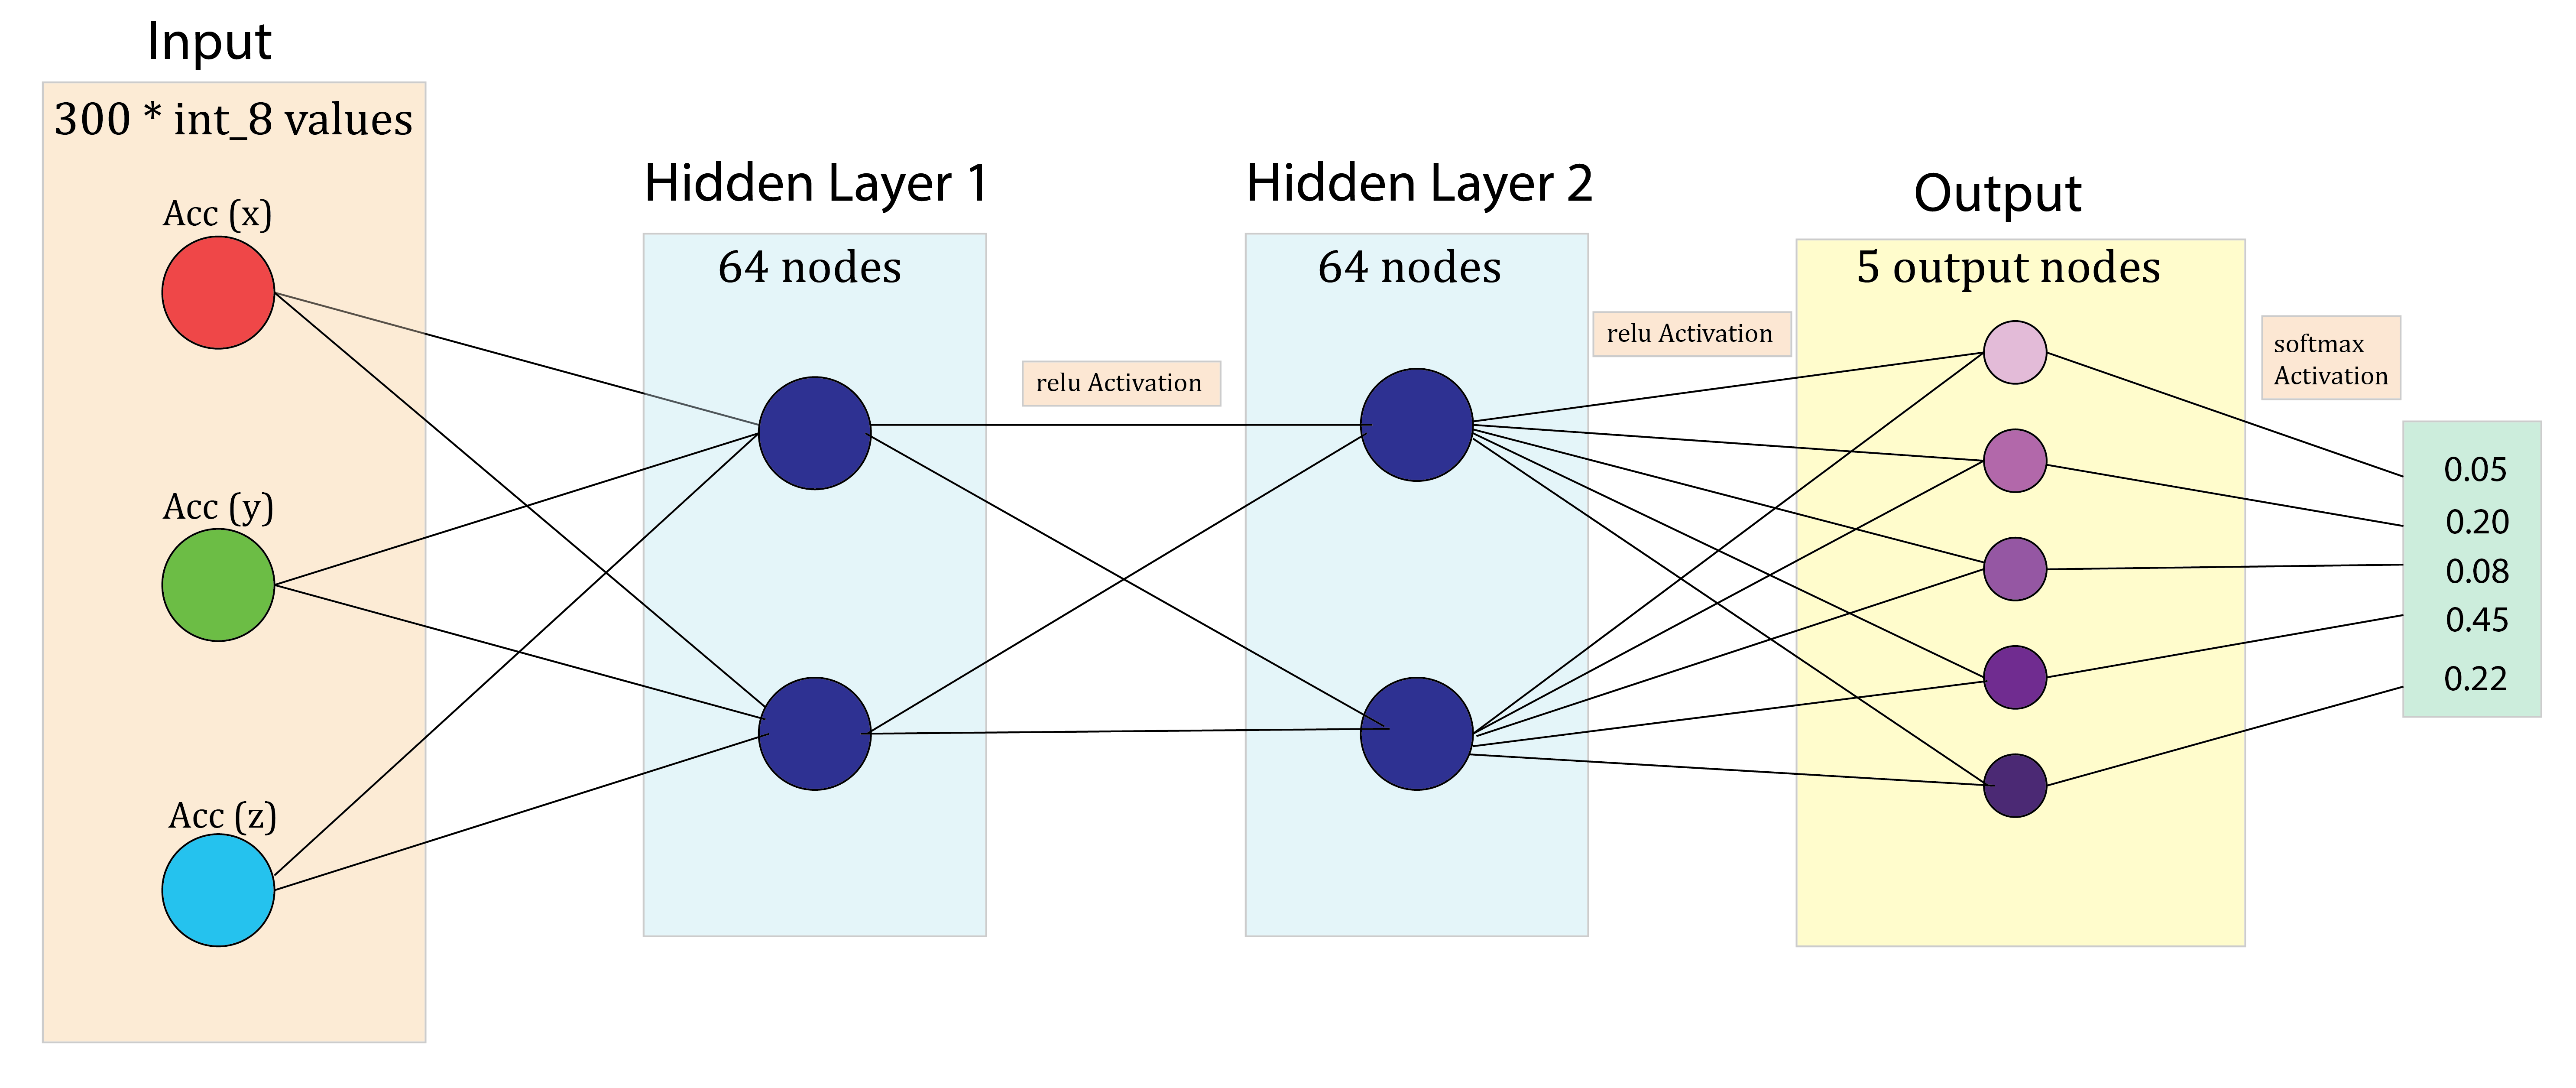 Input
300 * int_8 values
Acc (x)
Acc (y)
Acc (z)
Hidden Layer 1
64 nodes
relu Activation
Hidden Layer 2
64 nodes
relu Activation
Output
5 output nodes
softmax
Activation
0.05
0.20
0.08
0.45
0.22